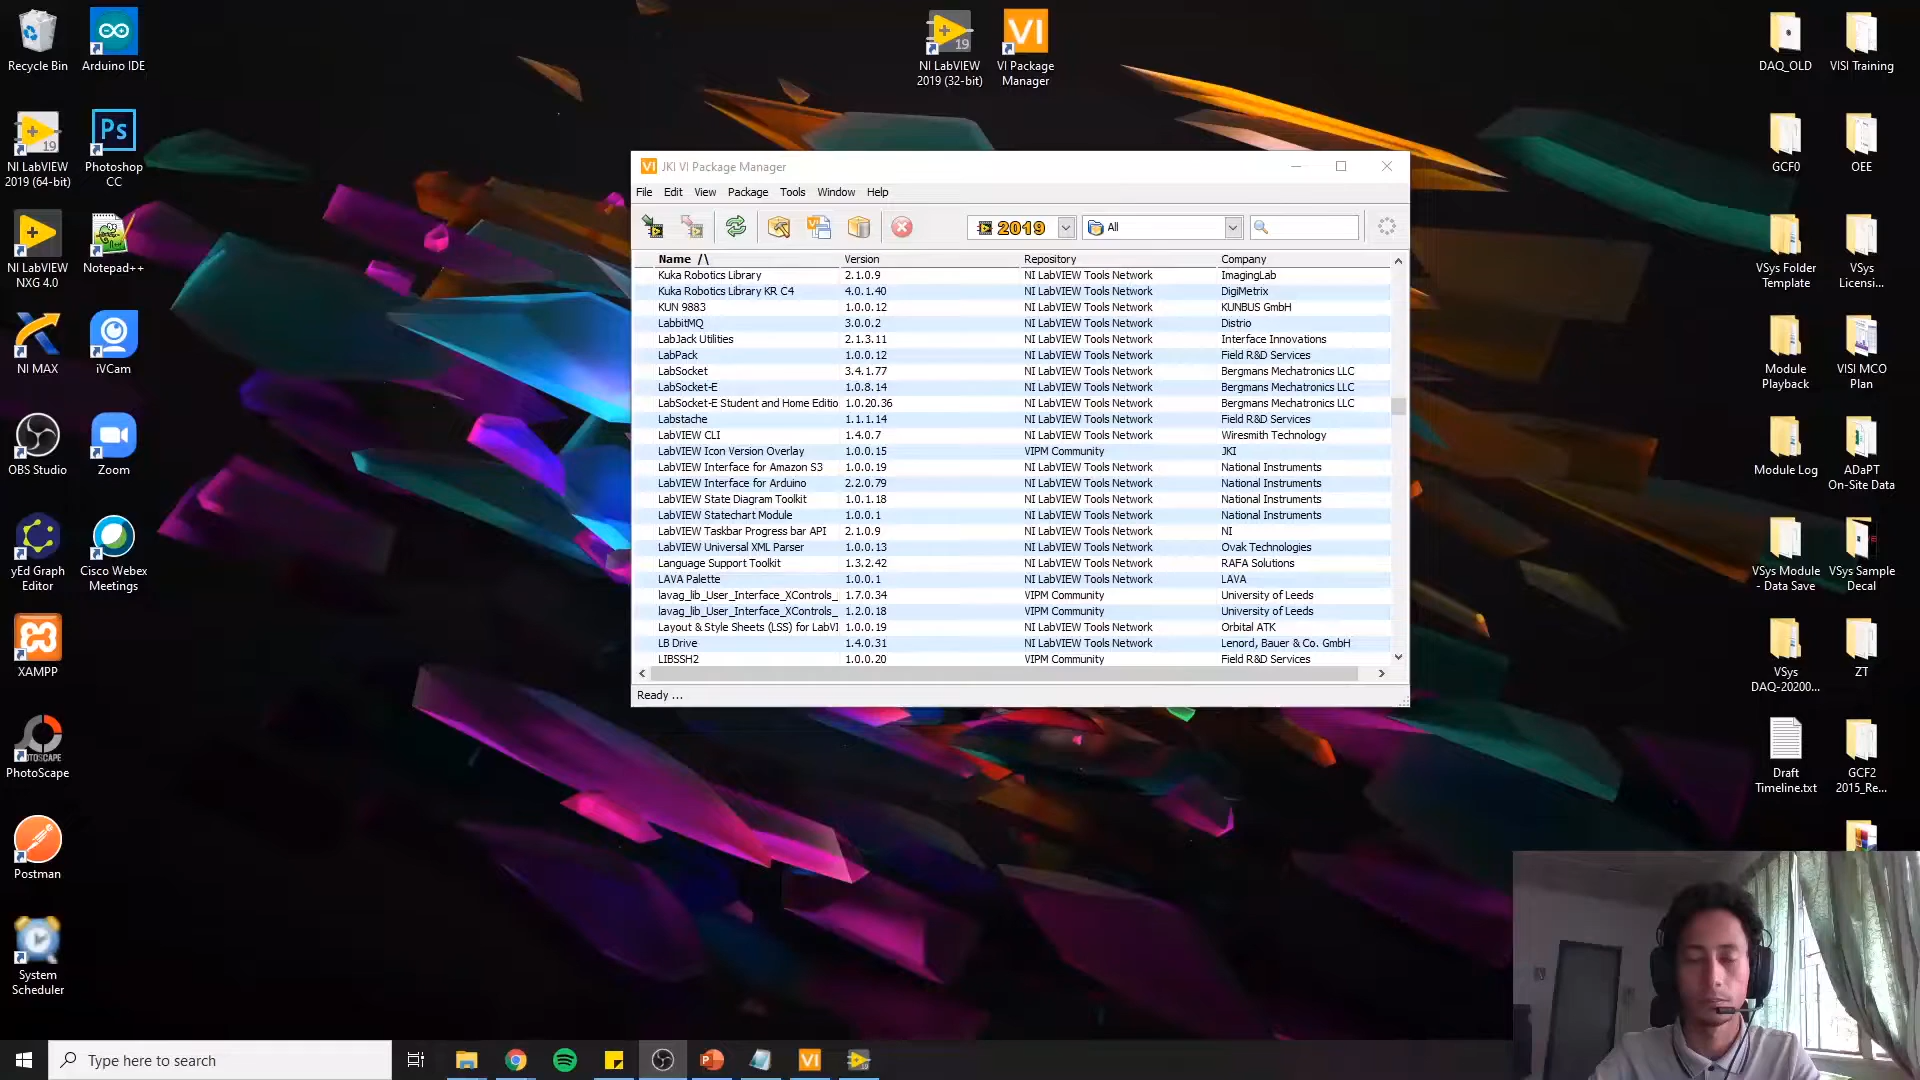 Recycle Bin
Arduino IDE
NI LabVIEW
2019 (64-bit)
Photoshop
CC
NI LabVIEW
NXG 4.0
Notepad++
NI MAX
iVCam
OBS Studio
Zoom
yEd Graph
Editor
Cisco Webex
Meetings
XAMPP
PhotoScape
Postman
System
Scheduler
NI LabVIEW
2019 (32-bit)
VI Package
Manager
DAQ_OLD
VISI Training
GCF0
OEE
VSys Folder
Template
VSys
Licensi...
Module
Playback
VISI MCO
Plan
Module Log
ADaPT
On-Site Data
VSys Module
- Data Save
VSys Sample
Decal
VSys
DAQ-20200...
ZT
Draft
Timeline.txt
GCF2
2015_Re...
JKI VI Package Manager
File Edit View Package Tools Window Help
2019 All
Name /\ Version Repository Company
Kuka Robotics Library 2.1.0.9 NI LabVIEW Tools Network ImagingLab
Kuka Robotics Library KR C4 4.0.1.40 NI LabVIEW Tools Network DigiMetrix
KUN 9883 1.0.0.12 NI LabVIEW Tools Network KUNBUS GmbH
LabbitMQ 3.0.0.2 NI LabVIEW Tools Network Distrio
LabJack Utilities 2.1.3.11 NI LabVIEW Tools Network Interface Innovations
LabPack 1.0.0.12 NI LabVIEW Tools Network Field R&D Services
LabSocket 3.4.1.77 NI LabVIEW Tools Network Bergmans Mechatronics LLC
LabSocket-E 1.0.8.14 NI LabVIEW Tools Network Bergmans Mechatronics LLC
LabSocket-E Student and Home Editio 1.0.20.36 NI LabVIEW Tools Network Bergmans Mechatronics LLC
Labstache 1.1.1.14 NI LabVIEW Tools Network Field R&D Services
LabVIEW CLI 1.4.0.7 NI LabVIEW Tools Network Wiresmith Technology
LabVIEW Icon Version Overlay 1.0.0.15 VIPM Community JKI
LabVIEW Interface for Amazon S3 1.0.0.19 NI LabVIEW Tools Network National Instruments
LabVIEW Interface for Arduino 2.2.0.79 NI LabVIEW Tools Network National Instruments
LabVIEW State Diagram Toolkit 1.0.1.18 NI LabVIEW Tools Network National Instruments
LabVIEW Statechart Module 1.0.0.1 NI LabVIEW Tools Network National Instruments
LabVIEW Taskbar Progress bar API 2.1.0.9 NI LabVIEW Tools Network NI
LabVIEW Universal XML Parser 1.0.0.13 NI LabVIEW Tools Network Ovak Technologies
Language Support Toolkit 1.3.2.42 NI LabVIEW Tools Network RAFA Solutions
LAVA Palette 1.0.0.1 NI LabVIEW Tools Network LAVA
lavag_lib_User_Interface_XControls_ 1.7.0.34 VIPM Community University of Leeds
lavag_lib_User_Interface_XControls_ 1.2.0.18 VIPM Community University of Leeds
Layout & Style Sheets (LSS) for LabVI 1.0.0.19 NI LabVIEW Tools Network Orbital ATK
LB Drive 1.4.0.31 NI LabVIEW Tools Network Lenord, Bauer & Co. GmbH
LIBSSH2 1.0.0.20 VIPM Community Field R&D Services
Ready ...
Type here to search